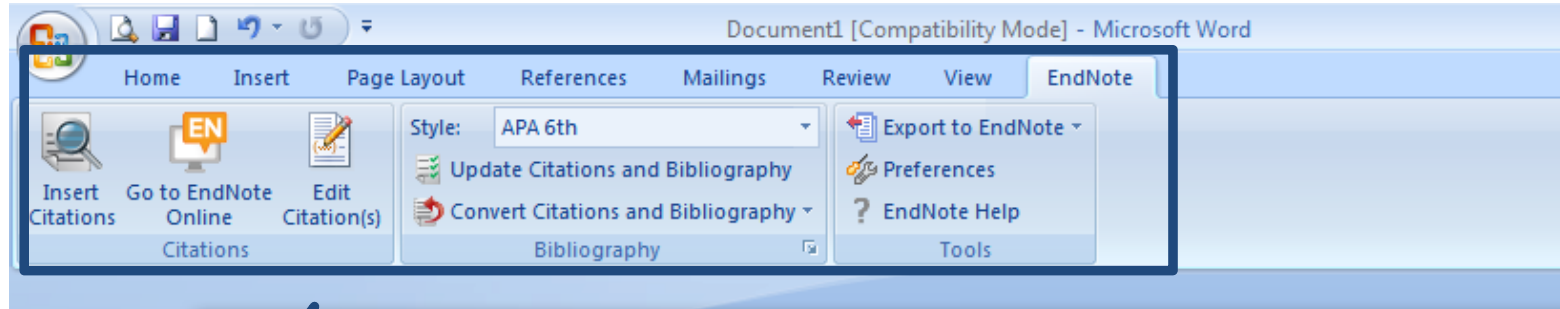 Document1 [Compatibility Mode] - Microsoft Word
Home Insert Page Layout References Mailings Review View EndNote
EN
Insert Citations
Go to EndNote Online
Edit Citation(s)
Citations
Style: APA 6th
Update Citations and Bibliography
Convert Citations and Bibliography
Bibliography
Export to EndNote
Preferences
? EndNote Help
Tools